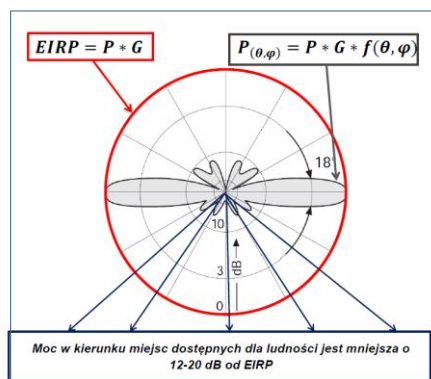 EIRP = P * G
P(θ,φ) = P * G * f(θ, φ)
18°
10
3
0
dB
Moc w kierunku miejsc dostępnych dla ludności jest mniejsza o
12-20 dB od EIRP